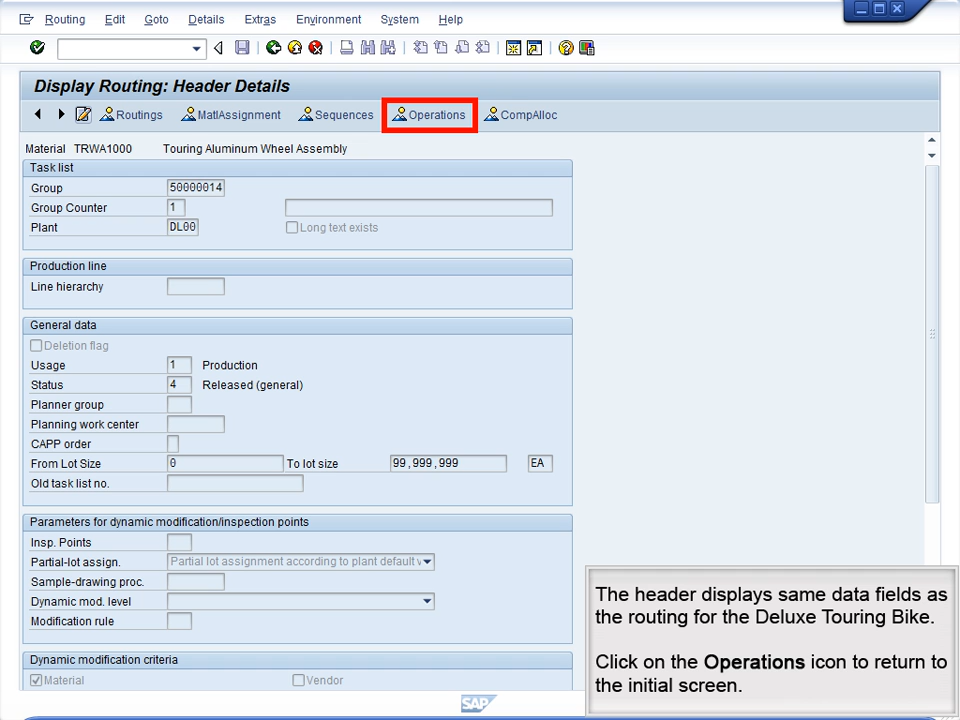 Routing Edit Goto Details Extras Environment System Help
Display Routing: Header Details
Routings MatlAssignment Sequences Operations CompAlloc
Material TRWA1000 Touring Aluminum Wheel Assembly
Task list
Group 50000014
Group Counter 1
Plant DL00 Long text exists
Production line
Line hierarchy
General data
Deletion flag
Usage 1 Production
Status 4 Released (general)
Planner group
Planning work center
CAPP order
From Lot Size 0 To lot size 99,999,999 EA
Old task list no.
Parameters for dynamic modification/inspection points
Insp. Points
Partial-lot assign. Partial lot assignment according to plant default v
Sample-drawing proc.
Dynamic mod. level
Modification rule
Dynamic modification criteria
Material Vendor
SAP
The header displays same data fields as
the routing for the Deluxe Touring Bike.
Click on the Operations icon to return to
the initial screen.